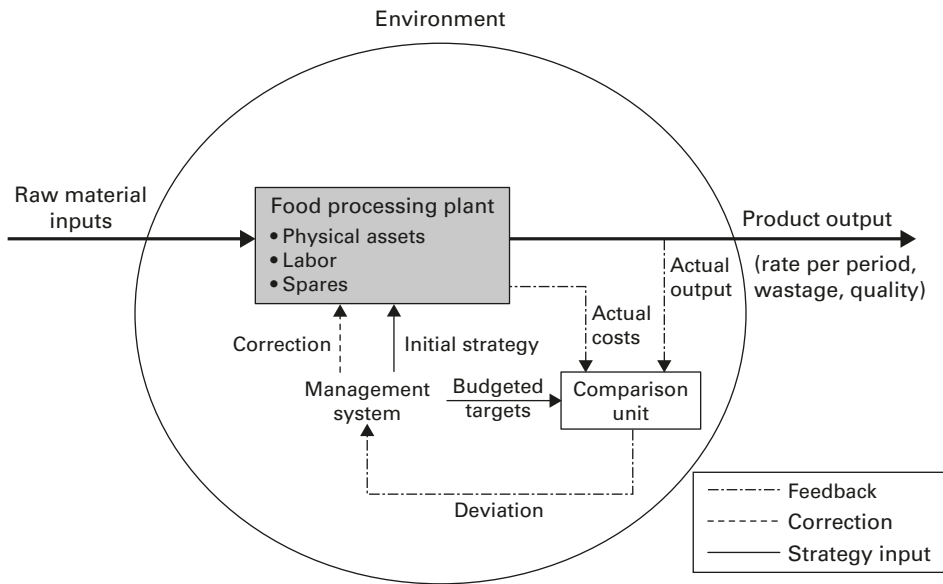 Environment
Raw material
inputs
Food processing plant
• Physical assets
• Labor
• Spares
Product output
(rate per period,
wastage, quality)
Actual
output
Actual
costs
Correction
Initial strategy
Management
system
Budgeted
targets
Comparison
unit
Deviation
Feedback
Correction
Strategy input